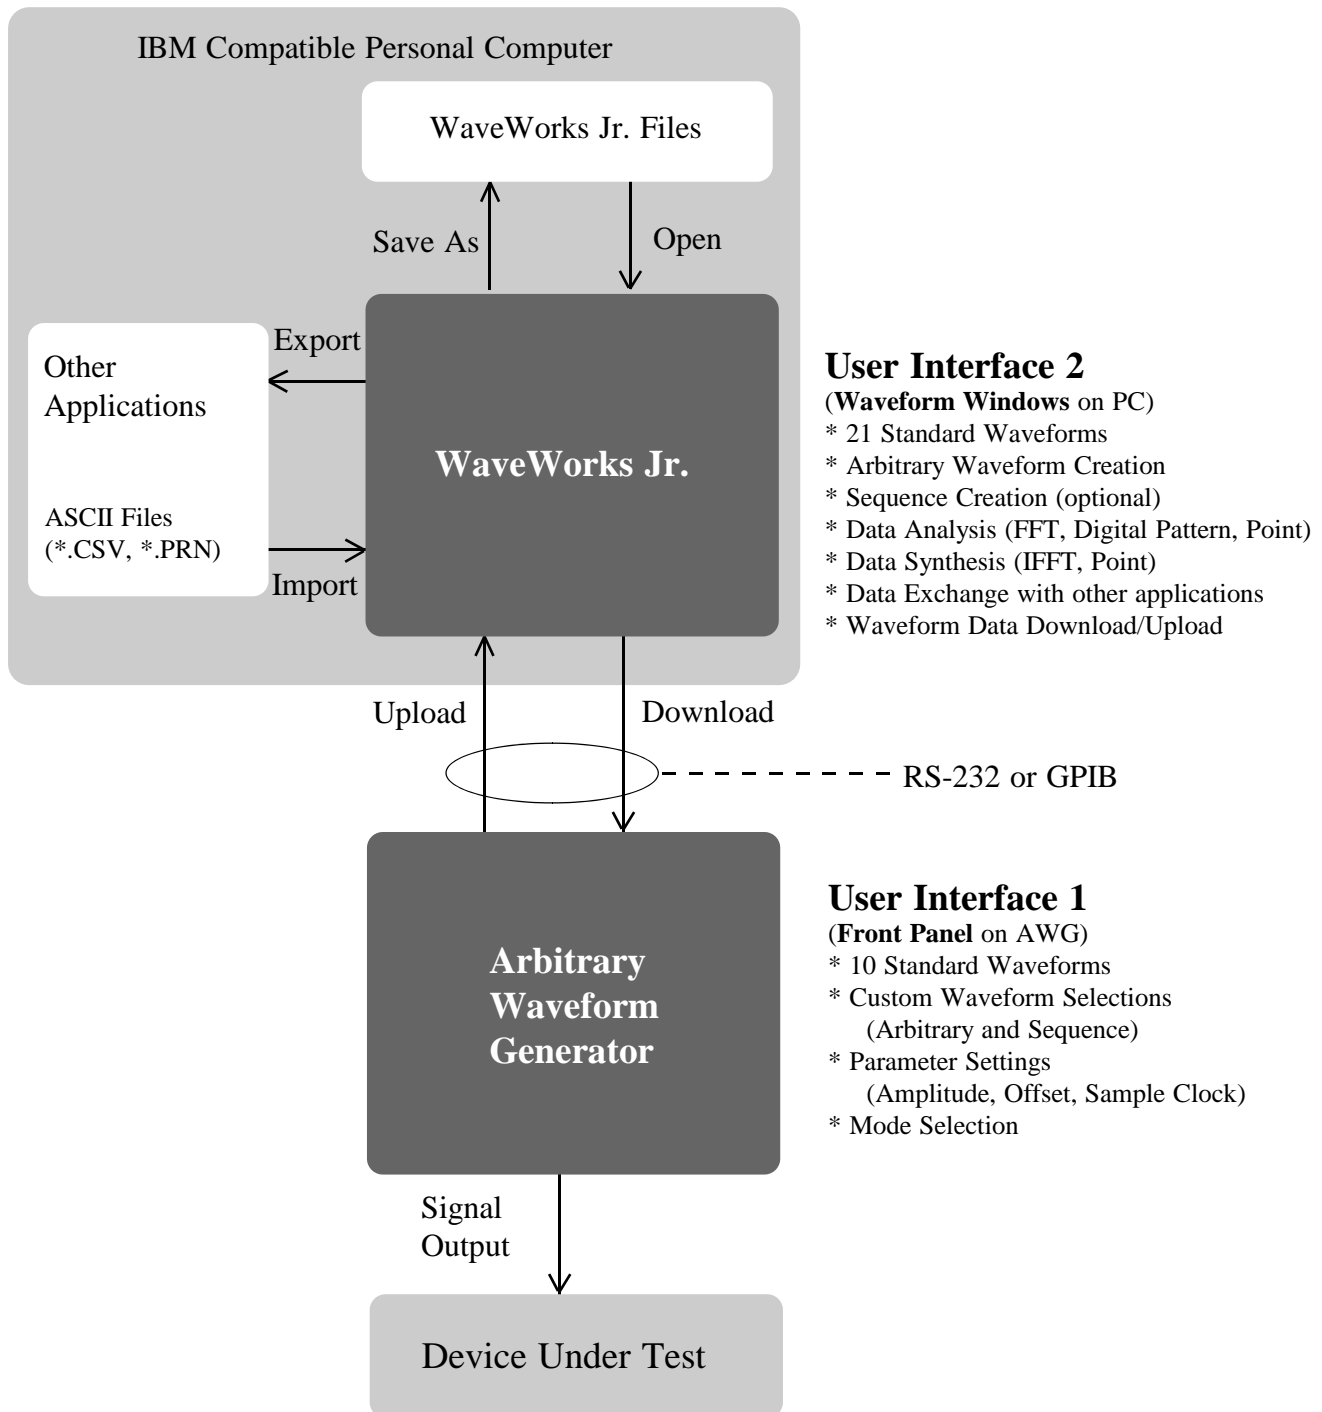 IBM Compatible Personal Computer
WaveWorks Jr. Files
Save As
Open
Export
Other
Applications
WaveWorks Jr.
ASCII Files
(*.CSV, *.PRN)
Import
User Interface 2
(Waveform Windows on PC)
* 21 Standard Waveforms
* Arbitrary Waveform Creation
* Sequence Creation (optional)
* Data Analysis (FFT, Digital Pattern, Point)
* Data Synthesis (IFFT, Point)
* Data Exchange with other applications
* Waveform Data Download/Upload
Upload
Download
RS-232 or GPIB
Arbitrary
Waveform
Generator
User Interface 1
(Front Panel on AWG)
* 10 Standard Waveforms
* Custom Waveform Selections
(Arbitrary and Sequence)
* Parameter Settings
(Amplitude, Offset, Sample Clock)
* Mode Selection
Signal
Output
Device Under Test